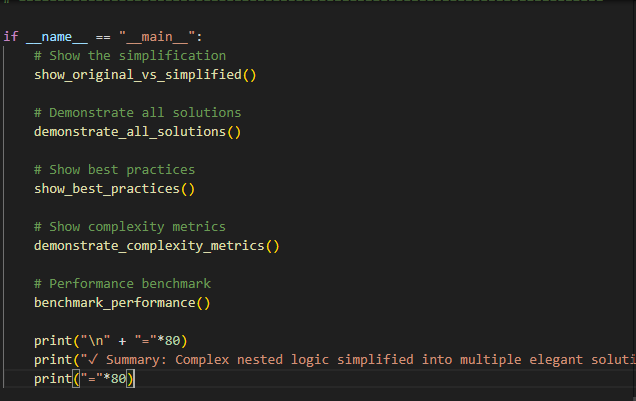 if __name__ == "__main__":
    # Show the simplification
    show_original_vs_simplified()
    # Demonstrate all solutions
    demonstrate_all_solutions()
    # Show best practices
    show_best_practices()
    # Show complexity metrics
    demonstrate_complexity_metrics()
    # Performance benchmark
    benchmark_performance()
    print("\n" + "="*80)
    print("✓ Summary: Complex nested logic simplified into multiple elegant soluti
    print("="*80)